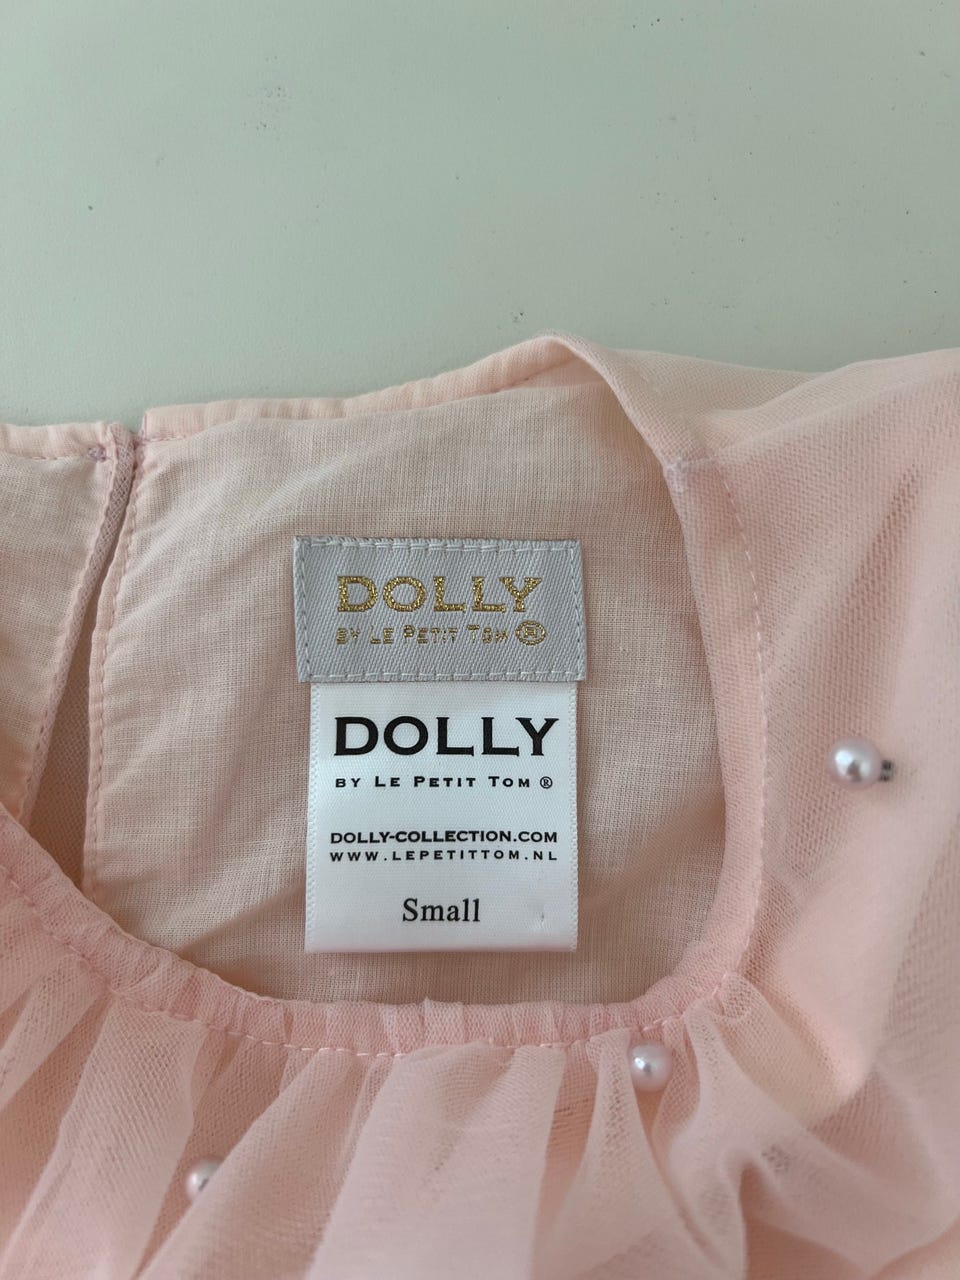 DOLLY
BY LE PETIT TOM ®
DOLLY
BY LE PETIT TOM ®
DOLLY-COLLECTION.COM
WWW.LEPETITTOM.NL
Small